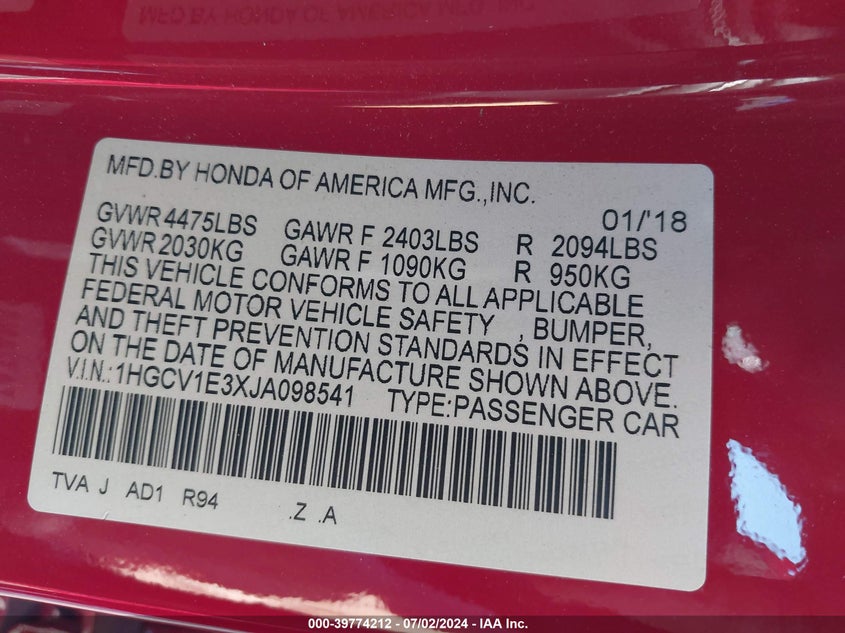 MFD.BY HONDA OF AMERICA MFG.,INC.
01/'18
GVWR 4475LBS GAWR F 2403LBS R 2094LBS
GVWR 2030KG GAWR F 1090KG R 950KG
THIS VEHICLE CONFORMS TO ALL APPLICABLE
FEDERAL MOTOR VEHICLE SAFETY , BUMPER,
AND THEFT PREVENTION STANDARDS IN EFFECT
ON THE DATE OF MANUFACTURE SHOWN ABOVE.
V.I.N.:1HGCV1E3XJA098541 TYPE:PASSENGER CAR
TVA J AD1 R94 .Z .A
000-39774212 - 07/02/2024 - IAA Inc.